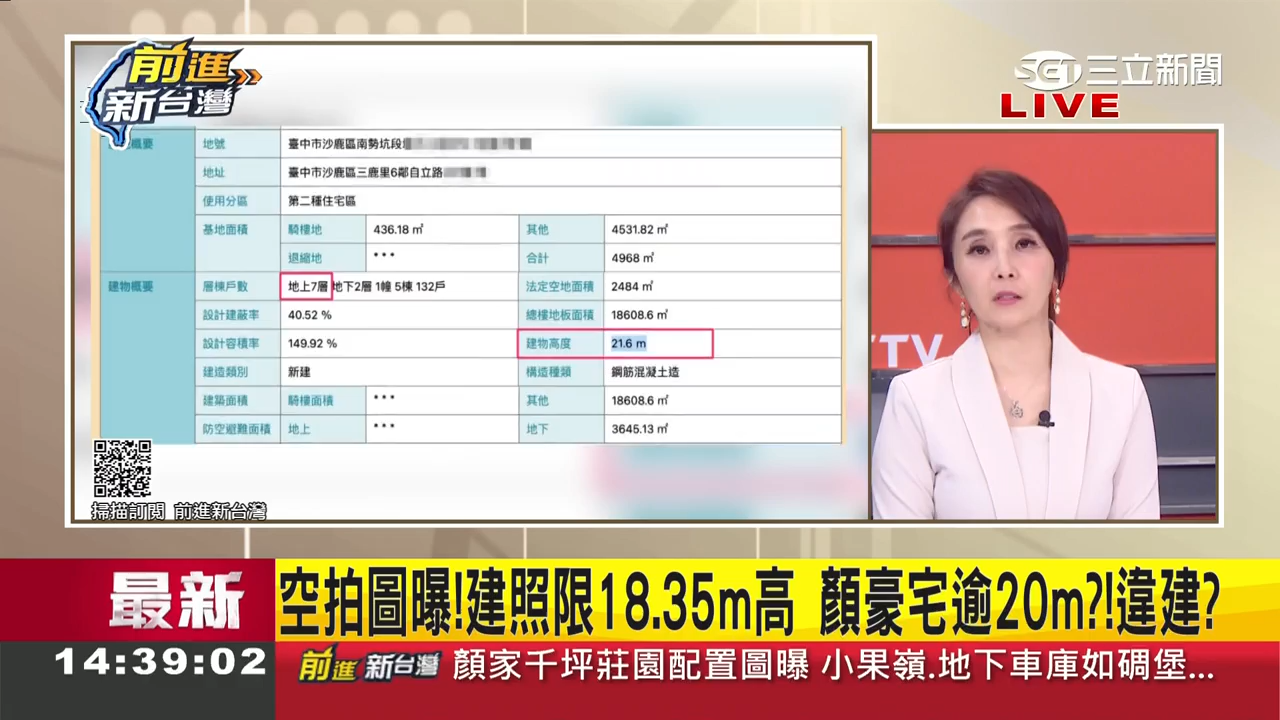 前進
新台灣
SET 三立新聞
LIVE
概要 地號 臺中市沙鹿區南勢坑段
地址 臺中市沙鹿區三鹿里6鄰自立路
使用分區 第二種住宅區
基地面積 騎樓地 436.18 ㎡ 其他 4531.82 ㎡
退縮地 *** 合計 4968 ㎡
建物概要 層棟戶數 地上7層 地下2層 1幢 5棟 132戶 法定空地面積 2484 ㎡
設計建蔽率 40.52 % 總樓地板面積 18608.6 ㎡
設計容積率 149.92 % 建物高度 21.6 m
建造類別 新建 構造種類 鋼筋混凝土造
建築面積 騎樓面積 *** 其他 18608.6 ㎡
防空避難面積 地上 *** 地下 3645.13 ㎡
掃描訂閱 前進新台灣
TV
最新 空拍圖曝!建照限18.35m高 顏豪宅逾20m?!違建?
14:39:02 前進新台灣 顏家千坪莊園配置圖曝 小果嶺.地下車庫如碉堡...